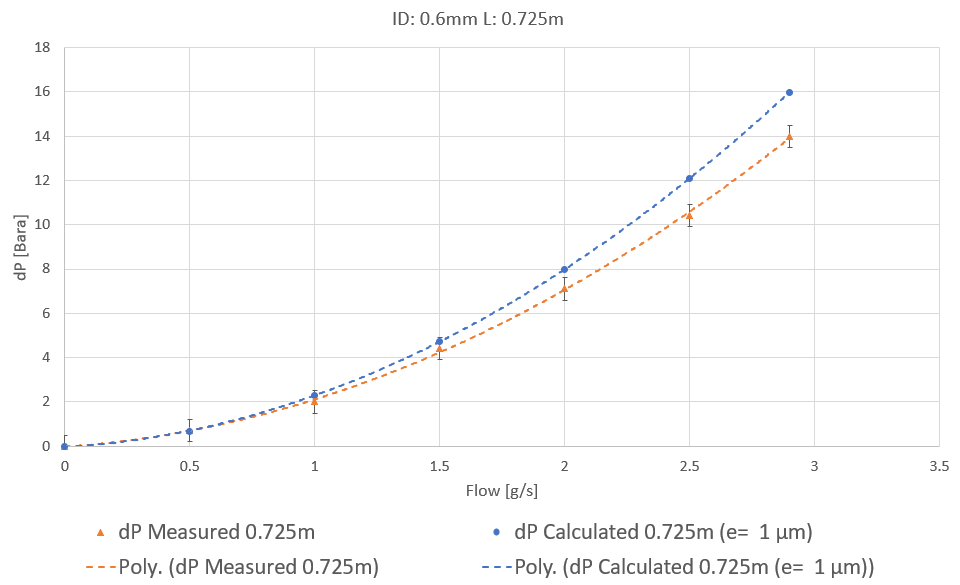 ID: 0.6mm L: 0.725m
18
16
14
12
10
8
6
4
2
0
dP [Bara]
0 0.5 1 1.5 2 2.5 3 3.5
Flow [g/s]
dP Measured 0.725m dP Calculated 0.725m (e= 1 μm)
Poly. (dP Measured 0.725m) Poly. (dP Calculated 0.725m (e= 1 μm))